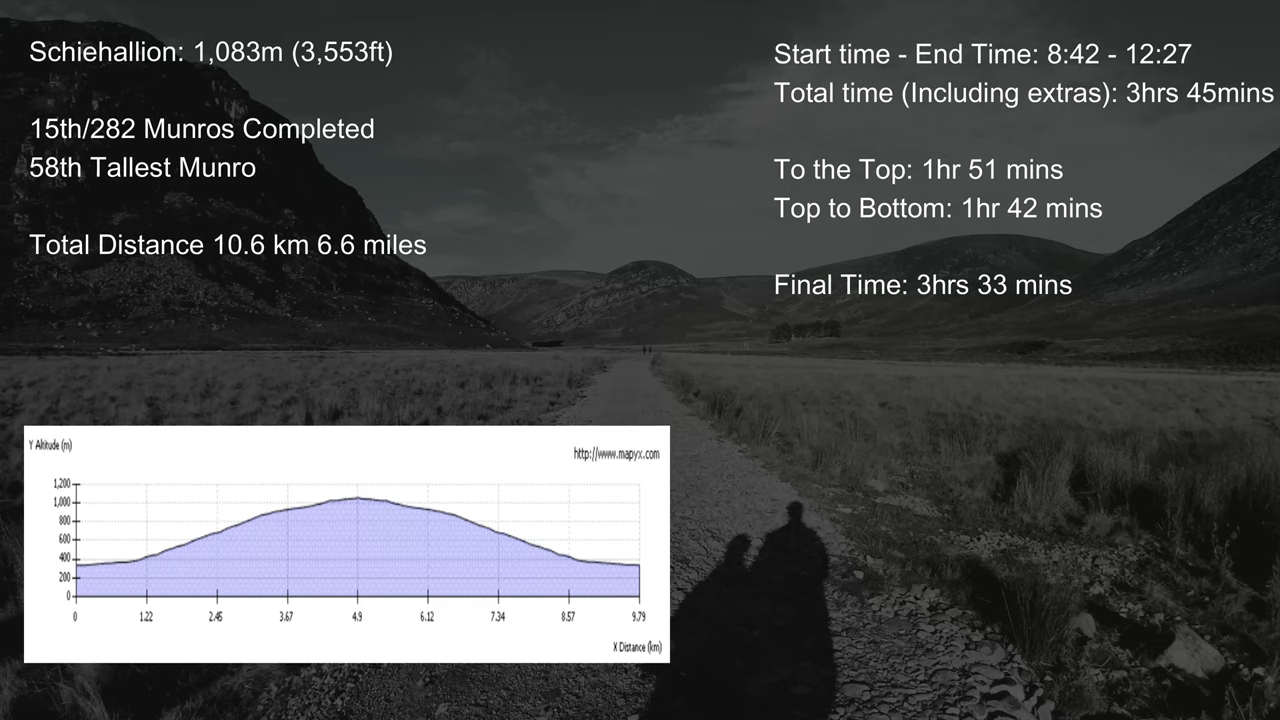 Schiehallion: 1,083m (3,553ft)
15th/282 Munros Completed
58th Tallest Munro
Total Distance 10.6 km 6.6 miles
Start time - End Time: 8:42 - 12:27
Total time (Including extras): 3hrs 45mins
To the Top: 1hr 51 mins
Top to Bottom: 1hr 42 mins
Final Time: 3hrs 33 mins
Y Altitude (m)
http://www.mapyx.com
1,200
1,000
800
600
400
200
0
0 1.22 2.45 3.67 4.9 6.12 7.34 8.57 9.79
X Distance (km)